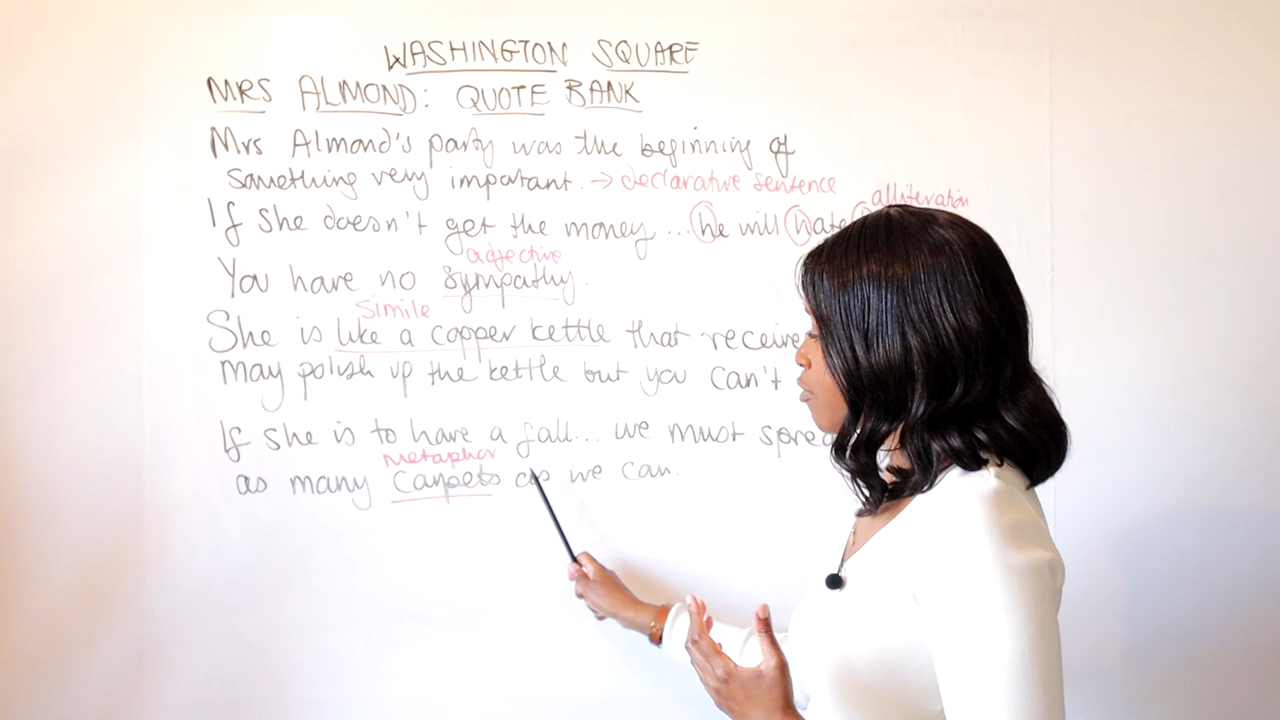 WASHINGTON SQUARE
MRS ALMOND: QUOTE BANK
Mrs Almond's party was the beginning of
something very important. → declarative sentence
alliteration
If she doesn't get the money ... he will hate
adjective
You have no sympathy.
Simile
She is like a copper kettle that
may polish up the kettle but you can't
If she is to have a fall... we must
metaphor
as many carpets as we can.